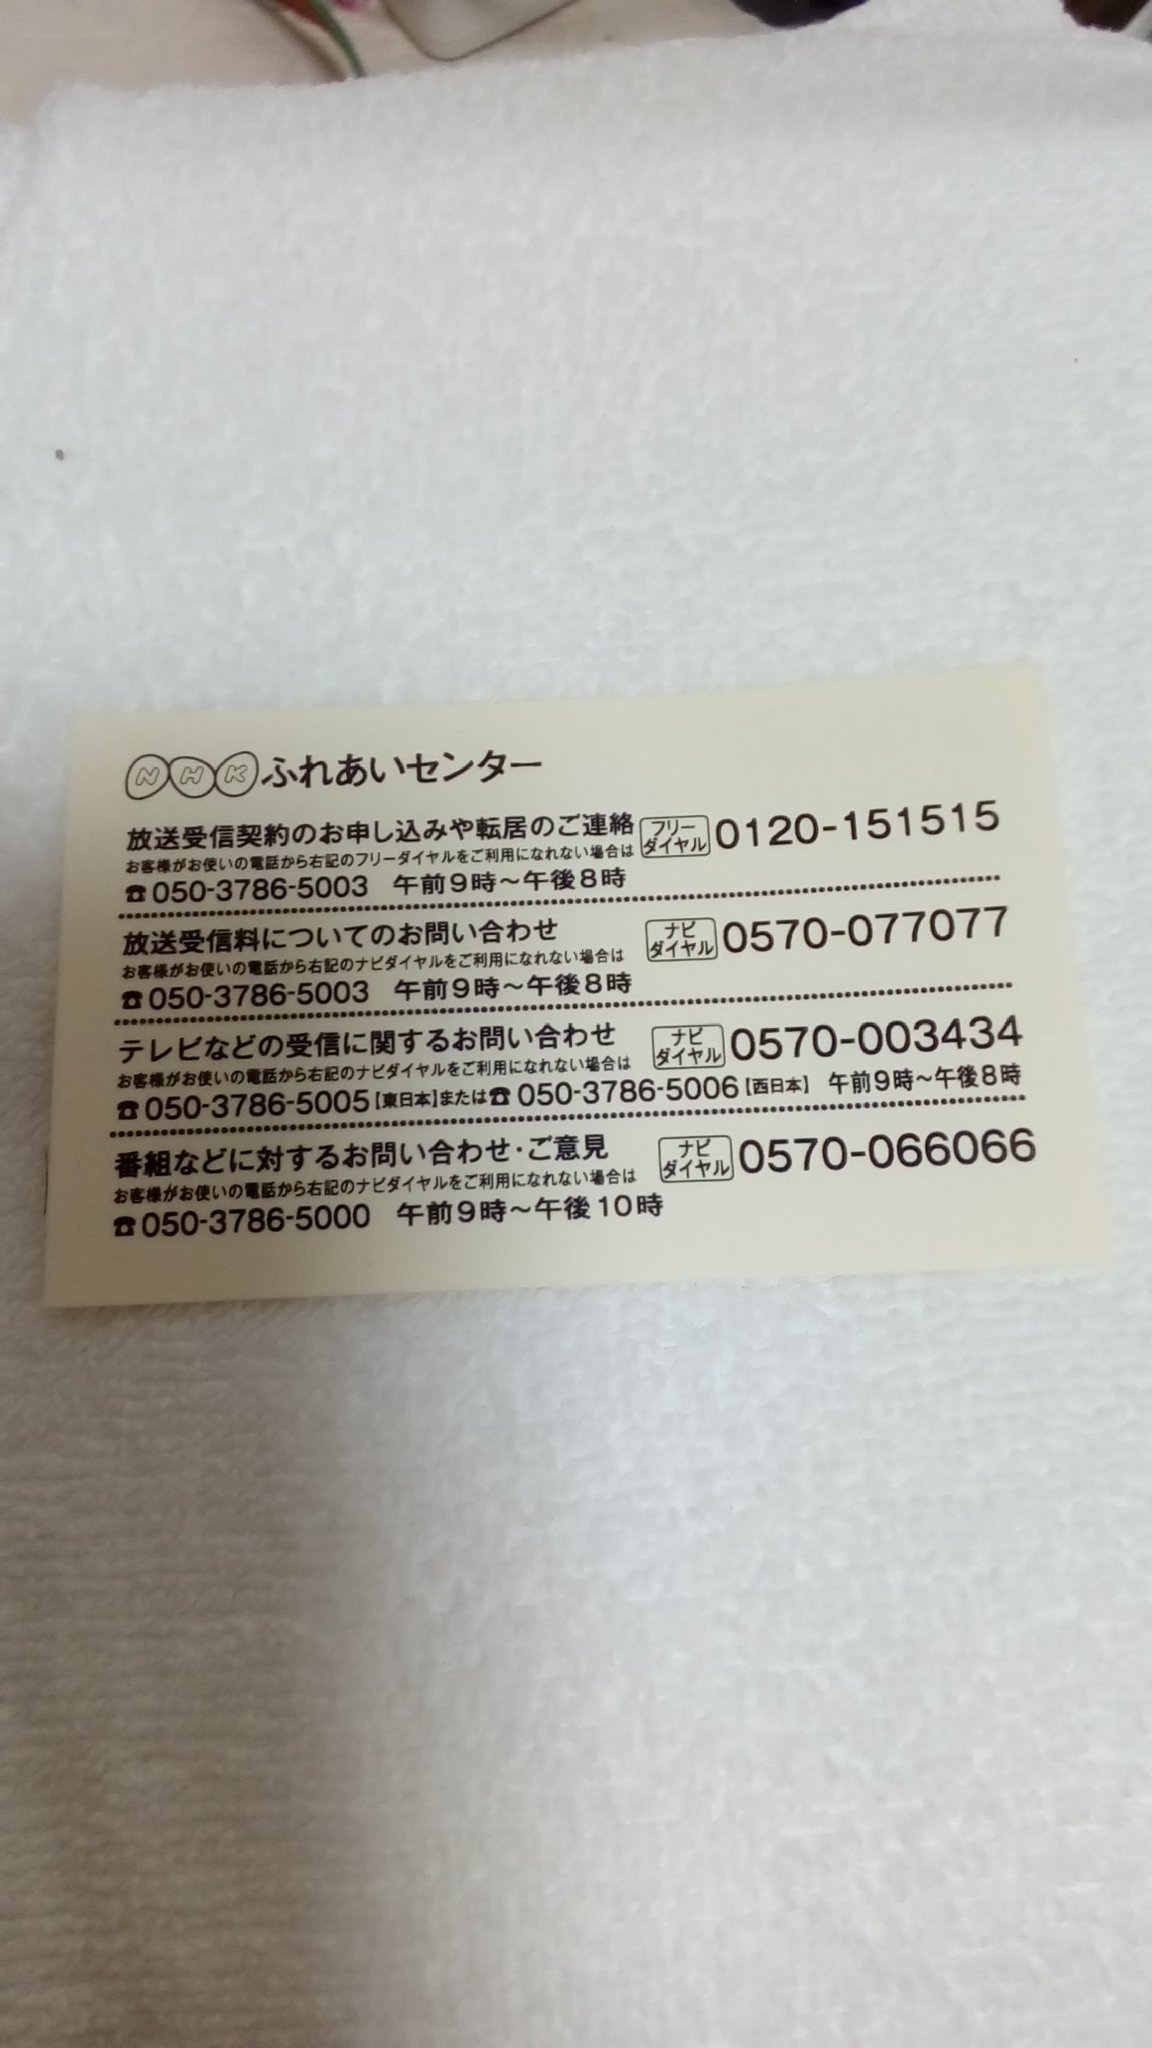 NHKふれあいセンター
放送受信契約のお申し込みや転居のご連絡 フリーダイヤル 0120-151515
お客様がお使いの電話から右記のフリーダイヤルをご利用になれない場合は
☎050-3786-5003 午前9時～午後8時
放送受信料についてのお問い合わせ ナビダイヤル 0570-077077
お客様がお使いの電話から右記のナビダイヤルをご利用になれない場合は
☎050-3786-5003 午前9時～午後8時
テレビなどの受信に関するお問い合わせ ナビダイヤル 0570-003434
お客様がお使いの電話から右記のナビダイヤルをご利用になれない場合は
☎050-3786-5005【東日本】または☎050-3786-5006【西日本】 午前9時～午後8時
番組などに対するお問い合わせ・ご意見 ナビダイヤル 0570-066066
お客様がお使いの電話から右記のナビダイヤルをご利用になれない場合は
☎050-3786-5000 午前9時～午後10時